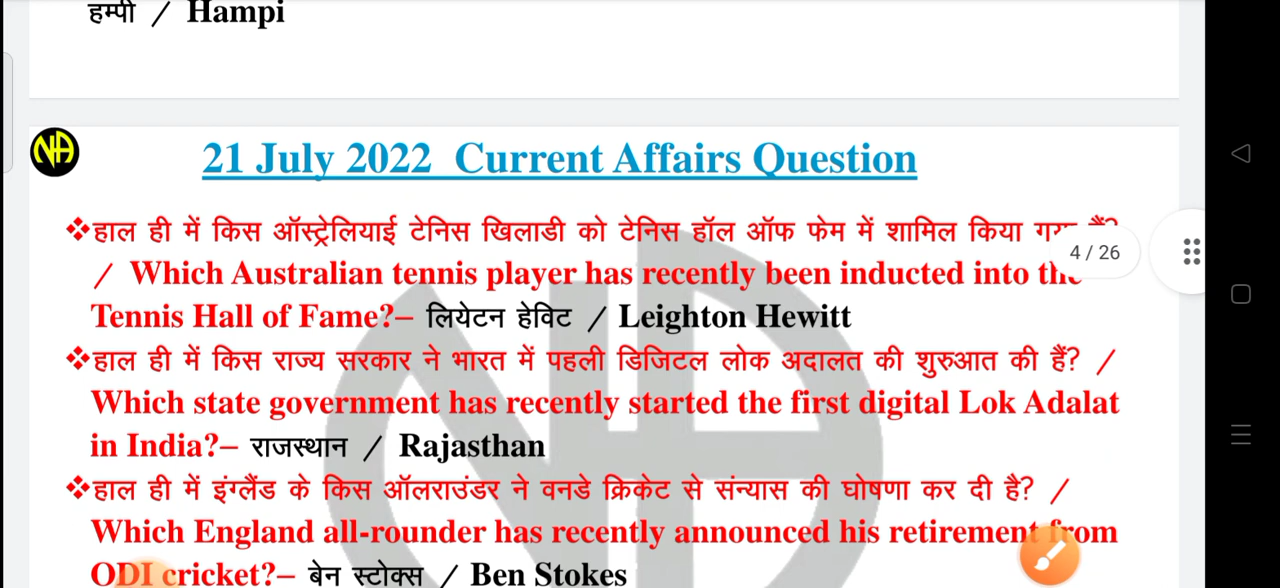 हम्पी / Hampi
NA
21 July 2022 Current Affairs Question
❖हाल ही में किस ऑस्ट्रेलियाई टेनिस खिलाडी को टेनिस हॉल ऑफ फेम में शामिल किया
4 / 26
/ Which Australian tennis player has recently been inducted into the
Tennis Hall of Fame?– लियेटन हेविट / Leighton Hewitt
❖हाल ही में किस राज्य सरकार ने भारत में पहली डिजिटल लोक अदालत की शुरुआत की हैं? /
Which state government has recently started the first digital Lok Adalat
in India?– राजस्थान / Rajasthan
❖हाल ही में इंग्लैंड के किस ऑलराउंडर ने वनडे क्रिकेट से संन्यास की घोषणा कर दी है? /
Which England all-rounder has recently announced his retirement from
ODI cricket?– बेन स्टोक्स / Ben Stokes